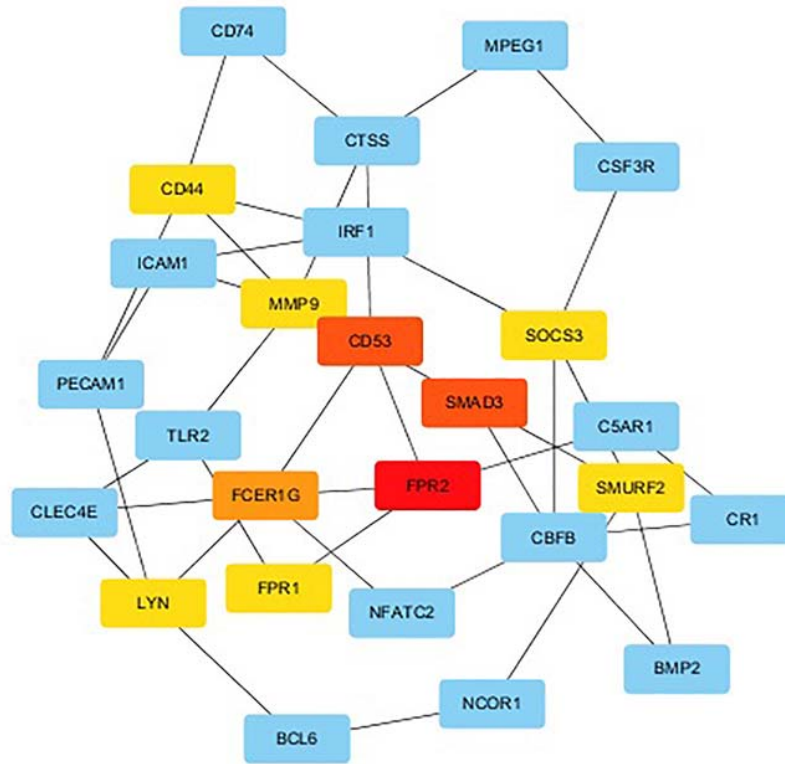 CD74
MPEG1
CTSS
CSF3R
CD44
IRF1
ICAM1
MMP9
SOCS3
CD53
PECAM1
SMAD3
TLR2
C5AR1
FCER1G
FPR2
SMURF2
CLEC4E
CR1
CBFB
FPR1
LYN
NFATC2
BMP2
NCOR1
BCL6